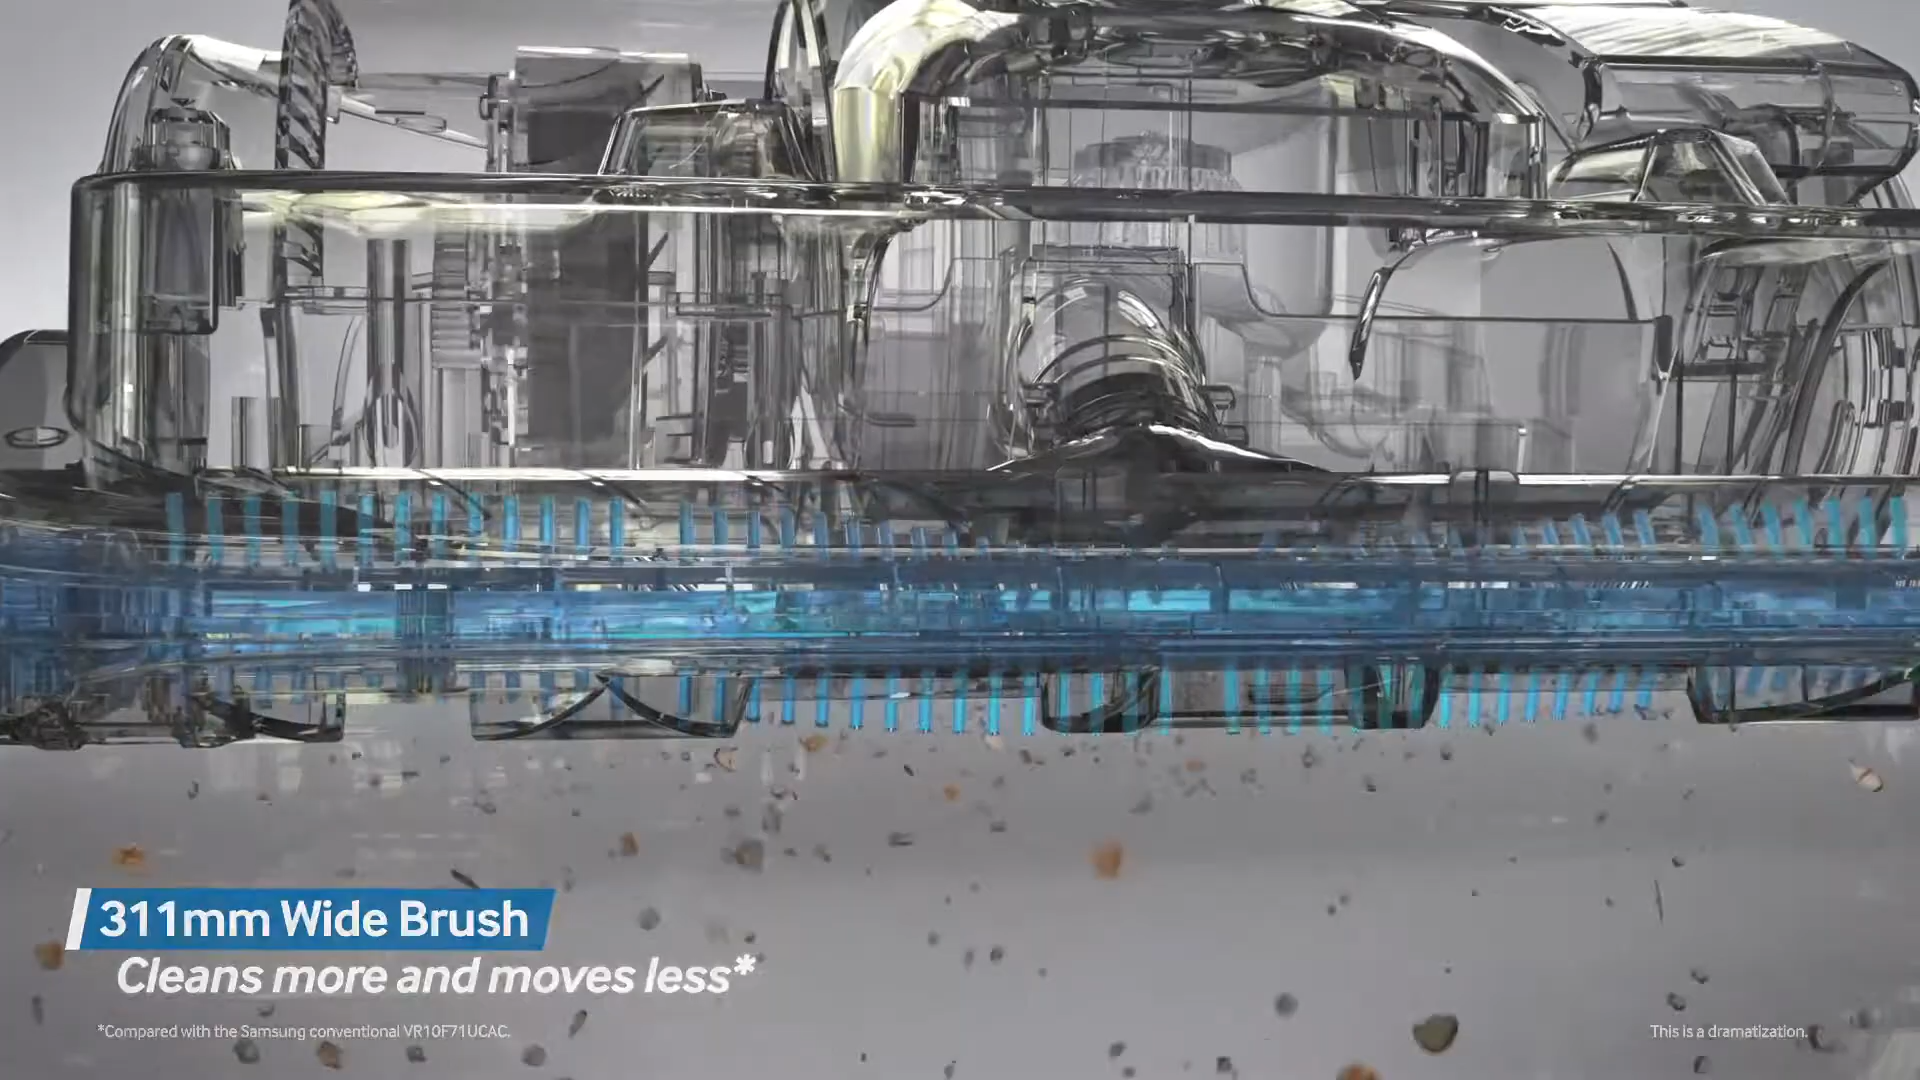 311mm Wide Brush
Cleans more and moves less*
*Compared with the Samsung conventional VR10F71UCAC.
This is a dramatization.